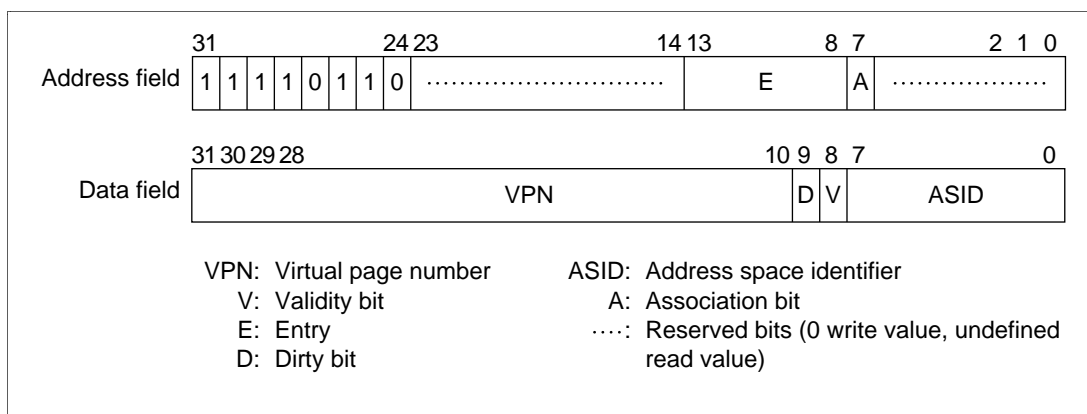 31 24 23 14 13 8 7 2 1 0
Address field 1 1 1 1 0 1 1 0 ............................ E A ...................
31 30 29 28 10 9 8 7 0
Data field VPN D V ASID
VPN: Virtual page number ASID: Address space identifier
V: Validity bit A: Association bit
E: Entry ····: Reserved bits (0 write value, undefined
D: Dirty bit read value)